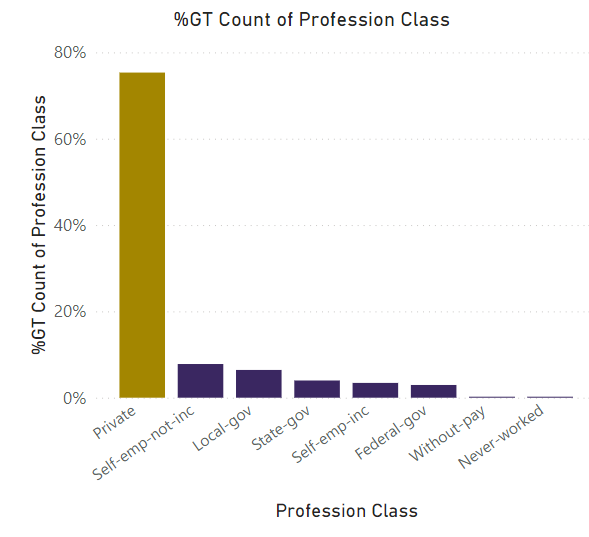 %GT Count of Profession Class
%GT Count of Profession Class
80%
60%
40%
20%
0%
Private
Self-emp-not-inc
Local-gov
State-gov
Self-emp-inc
Federal-gov
Without-pay
Never-worked
Profession Class